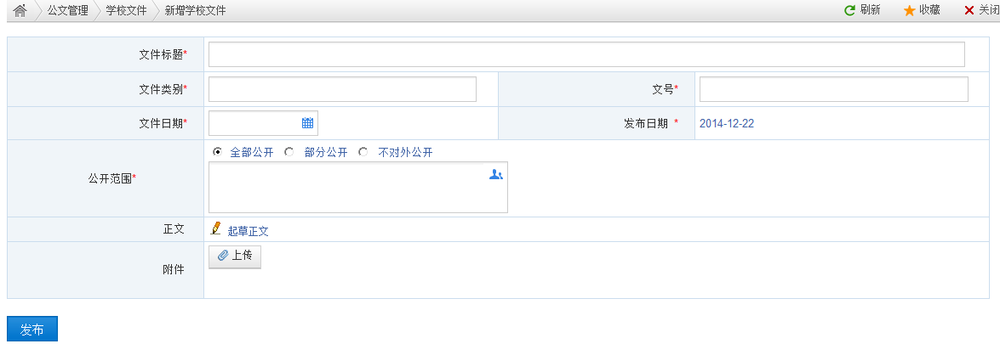 公文管理 学校文件 新增学校文件 刷新 收藏 关闭
文件标题*
文件类别* 文号*
文件日期* 发布日期 * 2014-12-22
全部公开 部分公开 不对外公开
公开范围*
正文 起草正文
附件 上传
发布